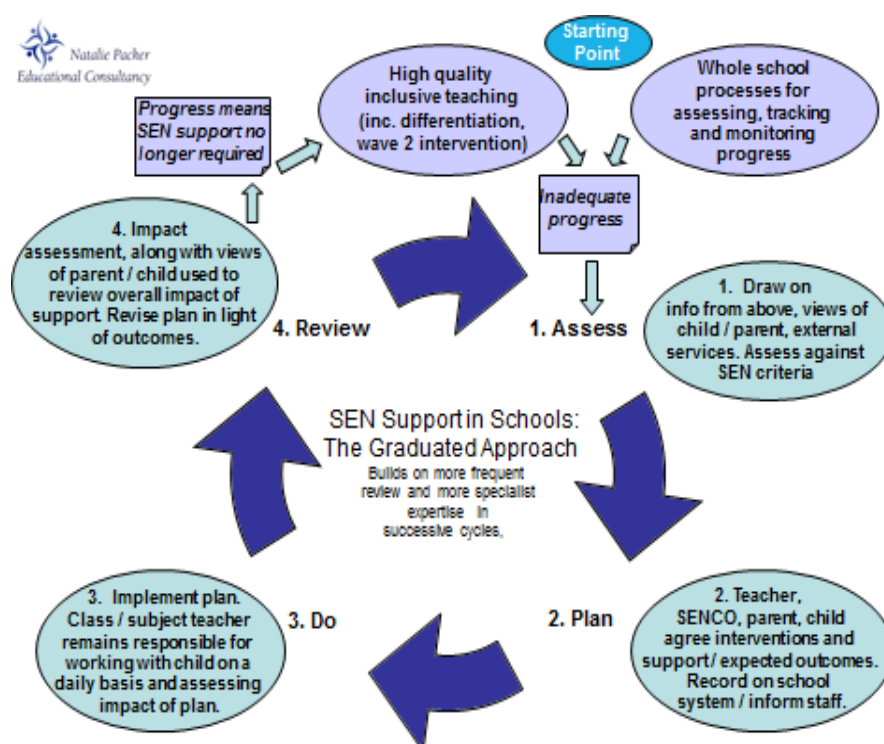 Natalie Packer
Educational Consultancy
Starting
Point
High quality
inclusive teaching
(inc. differentiation,
wave 2 intervention)
Whole school
processes for
assessing, tracking
and monitoring
progress
Progress means
SEN support no
longer required
Inadequate
progress
4. Impact
assessment, along with views
of parent / child used to
review overall impact of
support. Revise plan in light
of outcomes.
4. Review
1. Assess
1. Draw on
info from above, views of
child / parent, external
services. Assess against
SEN criteria
SEN Support in Schools:
The Graduated Approach
Builds on more frequent
review and more specialist
expertise in
successive cycles,
3. Implement plan.
Class / subject teacher
remains responsible for
working with child on a
daily basis and assessing
impact of plan.
3. Do
2. Plan
2. Teacher,
SENCO, parent, child
agree interventions and
support / expected outcomes.
Record on school
system / inform staff.